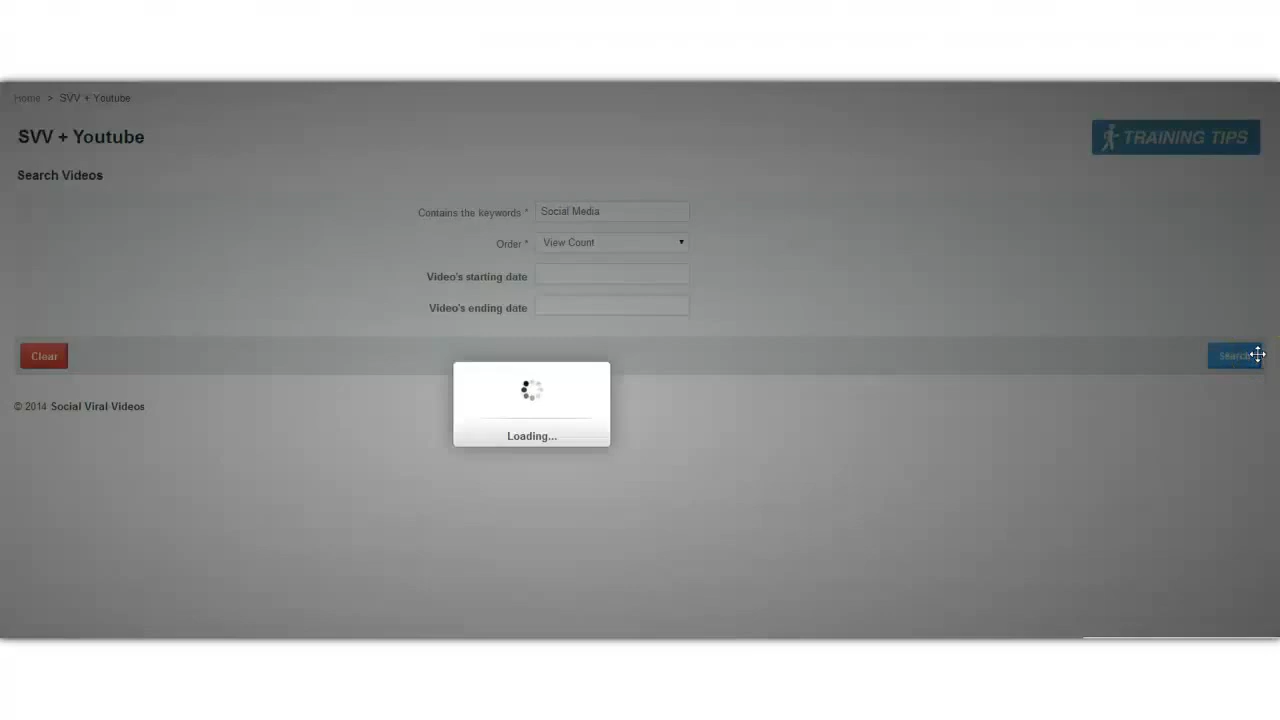 Home > SVV + Youtube
SVV + Youtube
TRAINING TIPS
Search Videos
Contains the keywords * Social Media
Order * View Count
Video's starting date
Video's ending date
Clear
Search
Loading...
© 2014 Social Viral Videos